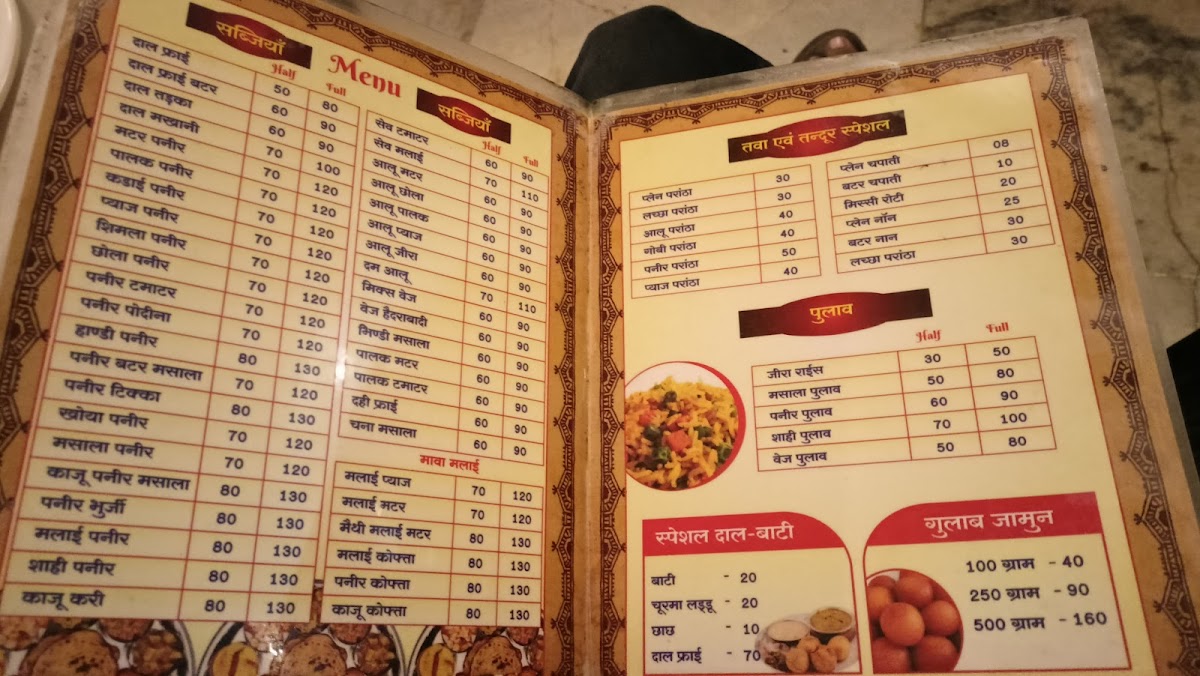 सब्जियाँ
Menu
Half Full
दाल फ्राई 50 80
दाल फ्राई बटर 60 90
दाल तड़का 60 90
दाल मखानी 70 100
मटर पनीर 70 120
पालक पनीर 70 120
कडाई पनीर 70 120
प्याज पनीर 70 120
शिमला पनीर 70 120
छोला पनीर 70 120
पनीर टमाटर 70 120
पनीर पोदीना 70 120
हाण्डी पनीर 80 130
पनीर बटर मसाला 70 120
पनीर टिक्का 80 130
खोया पनीर 70 120
मसाला पनीर 70 120
काजू पनीर मसाला 80 130
पनीर भुर्जी 80 130
मलाई पनीर 80 130
शाही पनीर 80 130
काजू करी 80 130
सब्जियाँ
Half Full
सेव टमाटर 60 90
सेव मलाई 70 110
आलू मटर 60 90
आलू छोला 60 90
आलू पालक 60 90
आलू प्याज 60 90
आलू जीरा 60 90
दम आलू 70 110
मिक्स वेज 60 90
वेज हैदराबादी 60 90
भिण्डी मसाला 60 90
पालक मटर 60 90
पालक टमाटर 60 90
दही फ्राई 60 90
चना मसाला 60 90
मावा मलाई
मलाई प्याज 70 120
मलाई मटर 70 120
मैथी मलाई मटर 80 130
मलाई कोफ्ता 80 130
पनीर कोफ्ता 80 130
काजू कोफ्ता 80 130
तवा एवं तन्दूर स्पेशल
प्लेन परांठा 30
लच्छा परांठा 30
आलू परांठा 40
गोबी परांठा 40
पनीर परांठा 50
प्याज परांठा 40
प्लेन चपाती 08
बटर चपाती 10
मिस्सी रोटी 20
प्लेन नॉन 25
बटर नान 30
लच्छा परांठा 30
पुलाव
Half Full
जीरा राईस 30 50
मसाला पुलाव 50 80
पनीर पुलाव 60 90
शाही पुलाव 70 100
वेज पुलाव 50 80
स्पेशल दाल-बाटी
बाटी - 20
चूरमा लड्डू - 20
छाछ - 10
दाल फ्राई - 70
गुलाब जामुन
100 ग्राम - 40
250 ग्राम - 90
500 ग्राम - 160